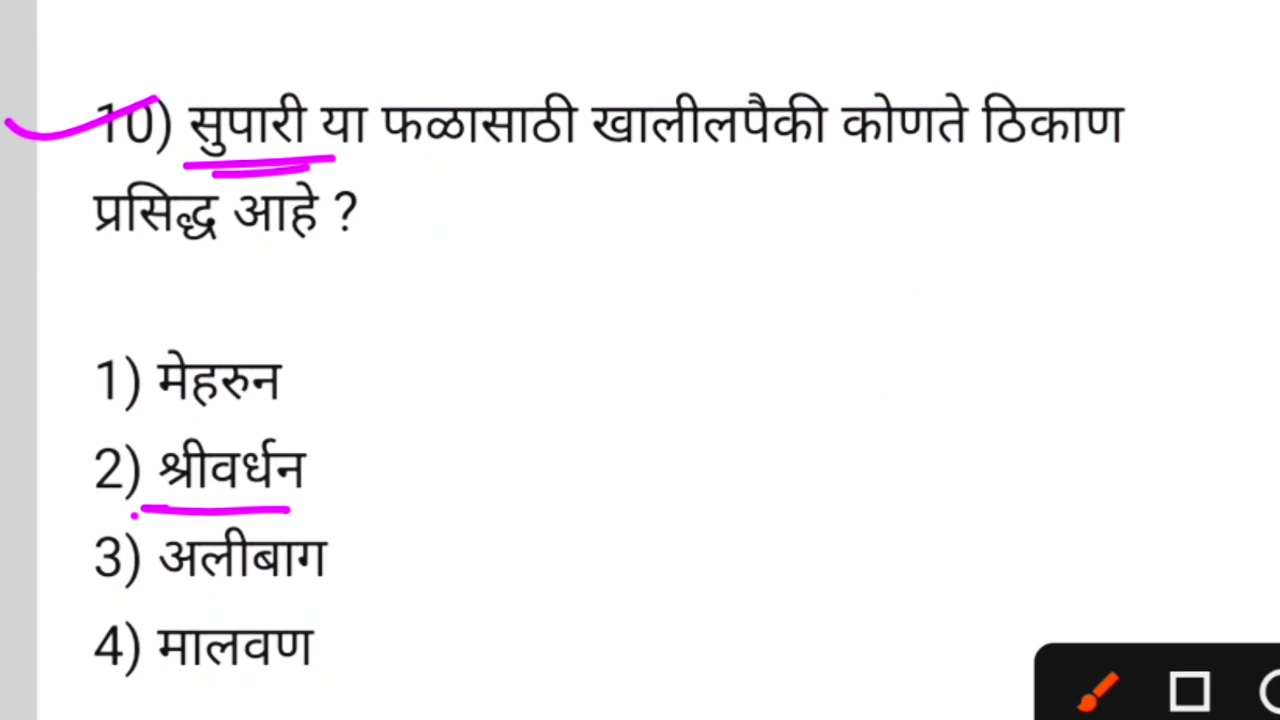 10) सुपारी या फळासाठी खालीलपैकी कोणते ठिकाण
प्रसिद्ध आहे ?
1) मेहरुन
2) श्रीवर्धन
3) अलीबाग
4) मालवण